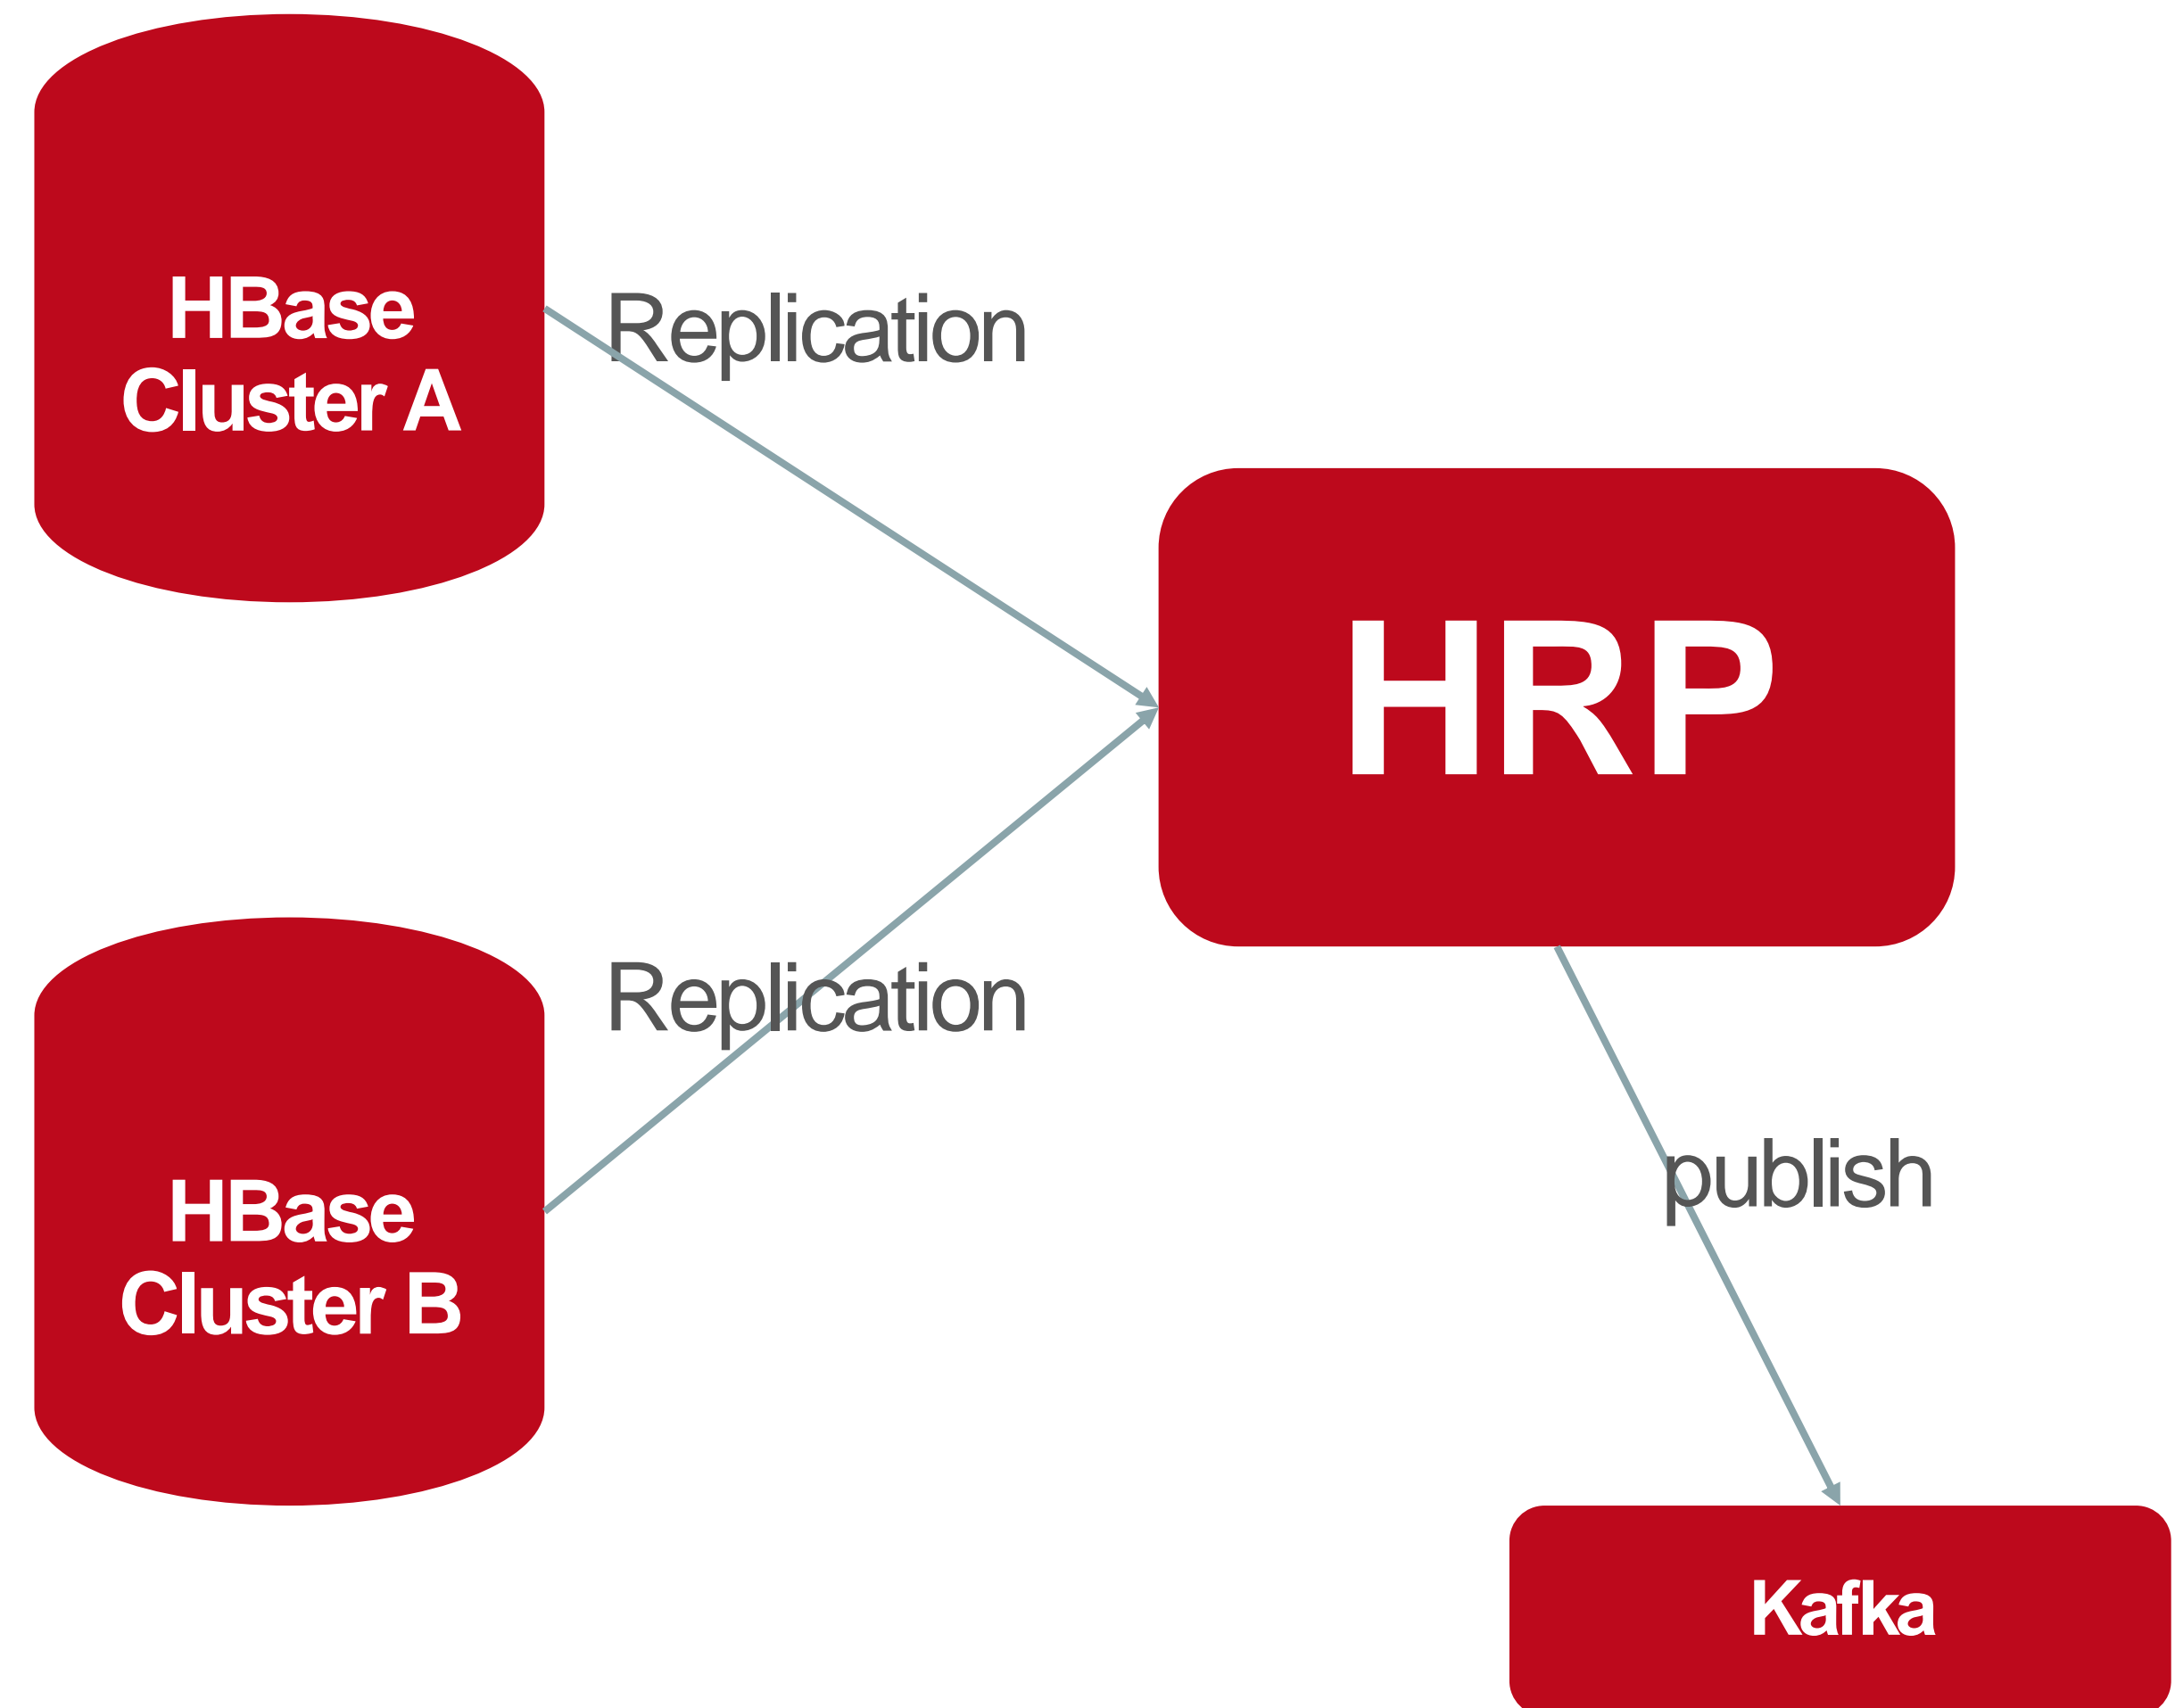 HBase
Cluster A
Replication
HRP
Replication
HBase
Cluster B
publish
Kafka